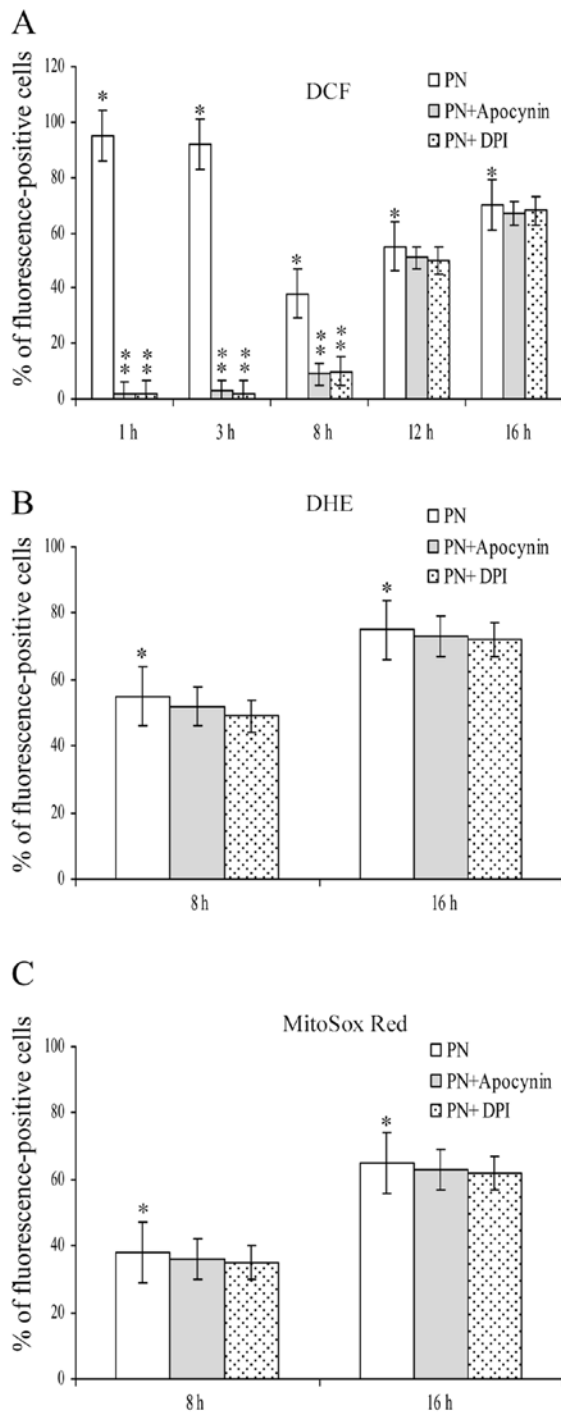 A
DCF
PN
PN+Apocynin
PN+ DPI
% of fluorescence-positive cells
120
100
80
60
40
20
0
*
*
*
*
*
**
**
**
**
**
**
1 h
3 h
8 h
12 h
16 h
B
DHE
PN
PN+Apocynin
PN+ DPI
% of fluorescence-positive cells
100
80
60
40
20
0
*
*
8 h
16 h
C
MitoSox Red
PN
PN+Apocynin
PN+ DPI
% of fluorescence-positive cells
100
80
60
40
20
0
*
*
8 h
16 h